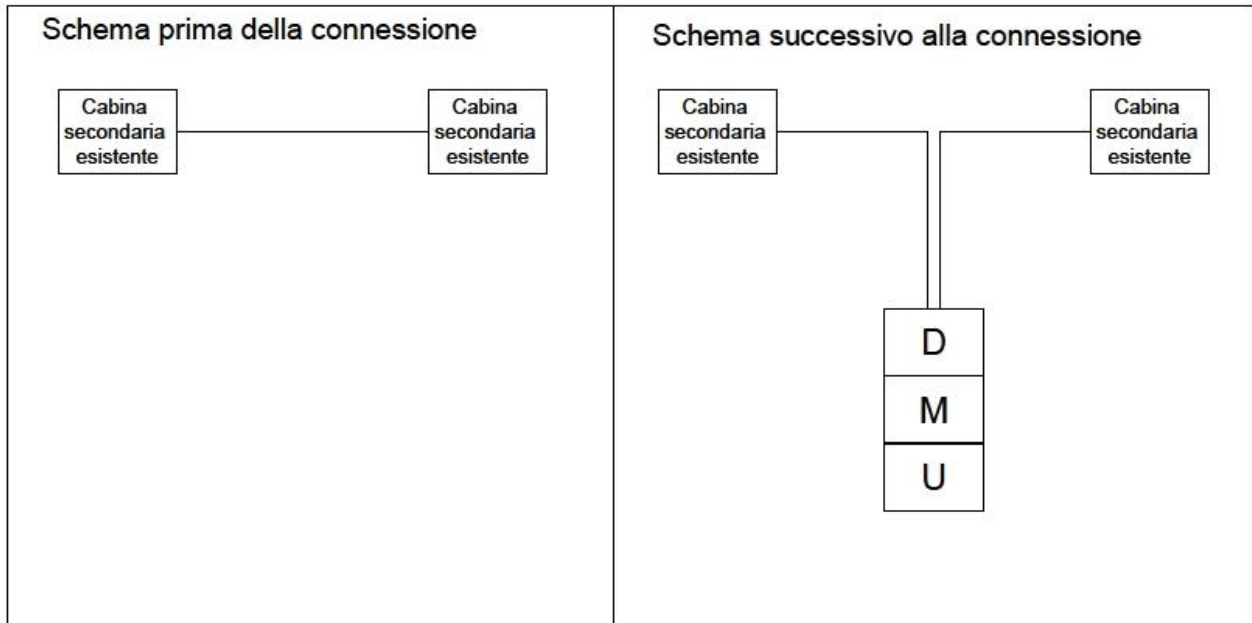 Schema prima della connessione
Cabina
secondaria
esistente
Cabina
secondaria
esistente
Schema successivo alla connessione
Cabina
secondaria
esistente
Cabina
secondaria
esistente
D
M
U